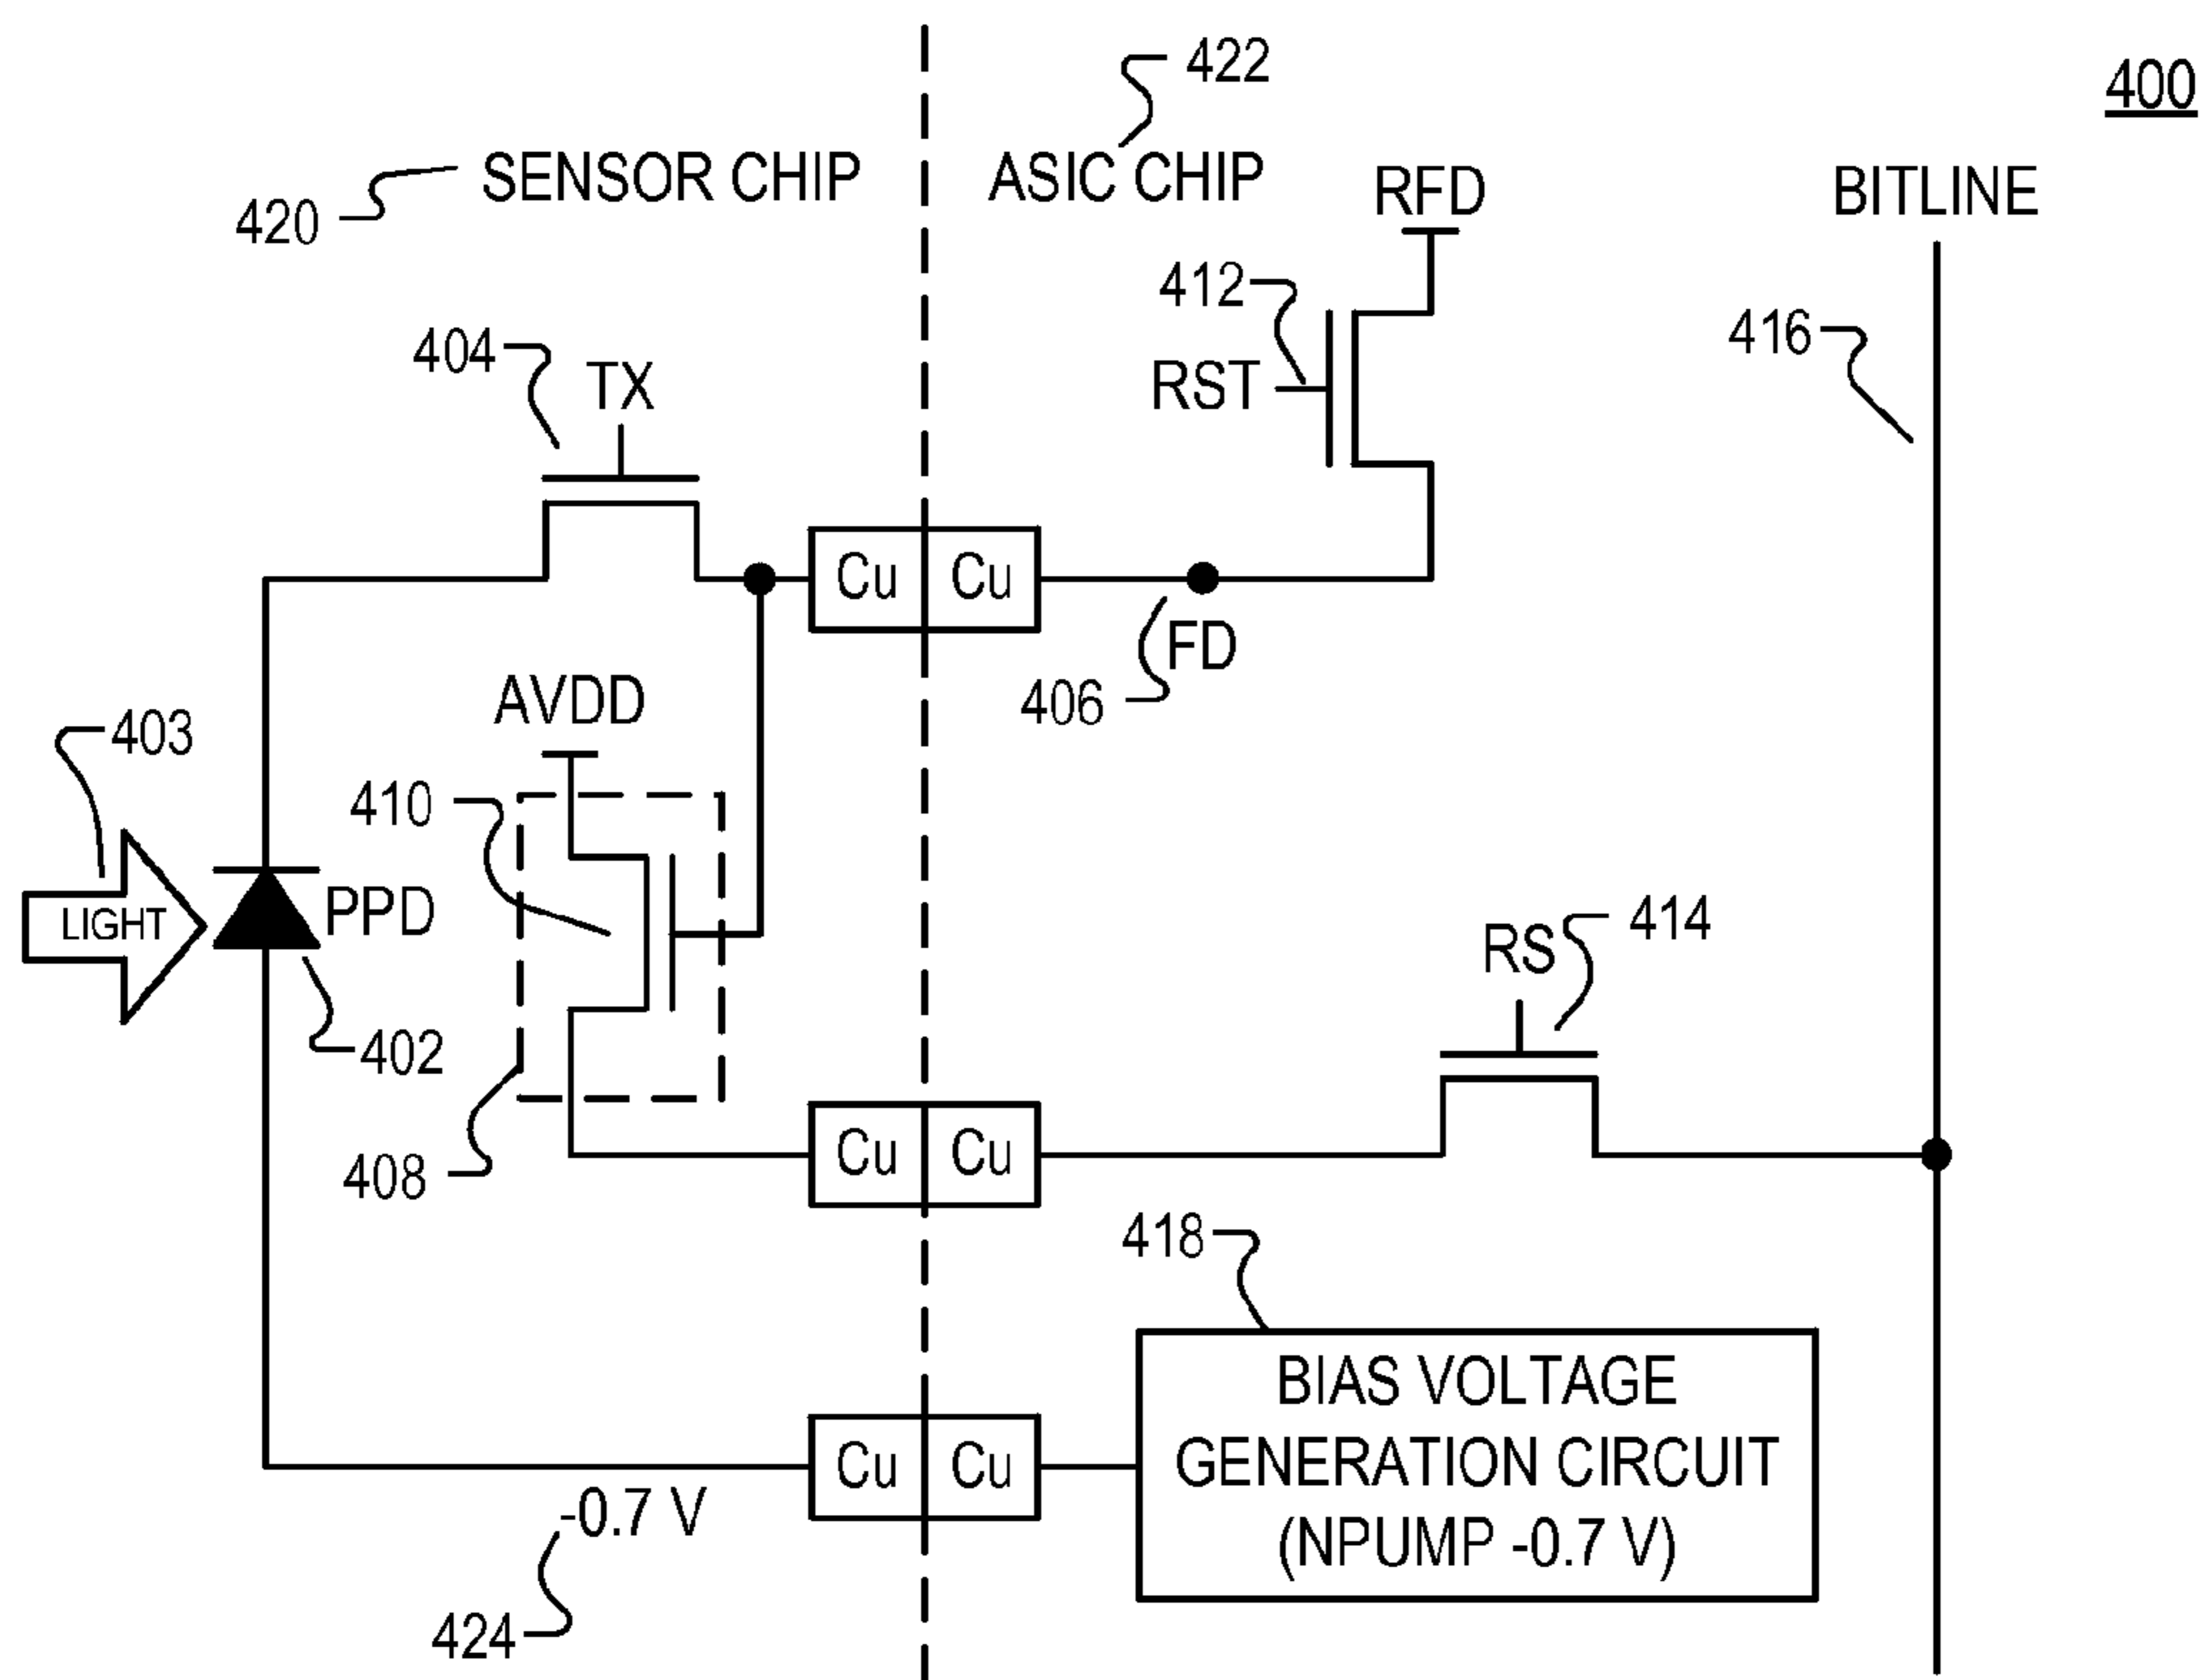 422
400
SENSOR CHIP
ASIC CHIP
420
RFD
BITLINE
412
416
404
TX
RST
Cu
Cu
FD
406
AVDD
403
410
LIGHT
PPD
402
RS
414
Cu
Cu
408
418
BIAS VOLTAGE
GENERATION CIRCUIT
(NPUMP -0.7 V)
Cu
Cu
-0.7 V
424